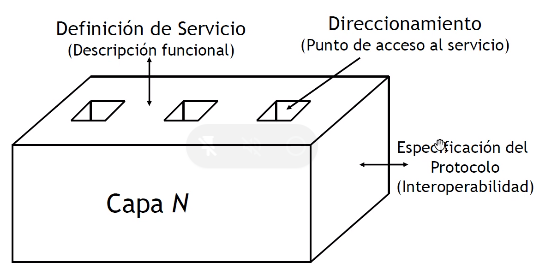 Definición de Servicio
(Descripción funcional)
Direccionamiento
(Punto de acceso al servicio)
Especificación del
Protocolo
(Interoperabilidad)
Capa N